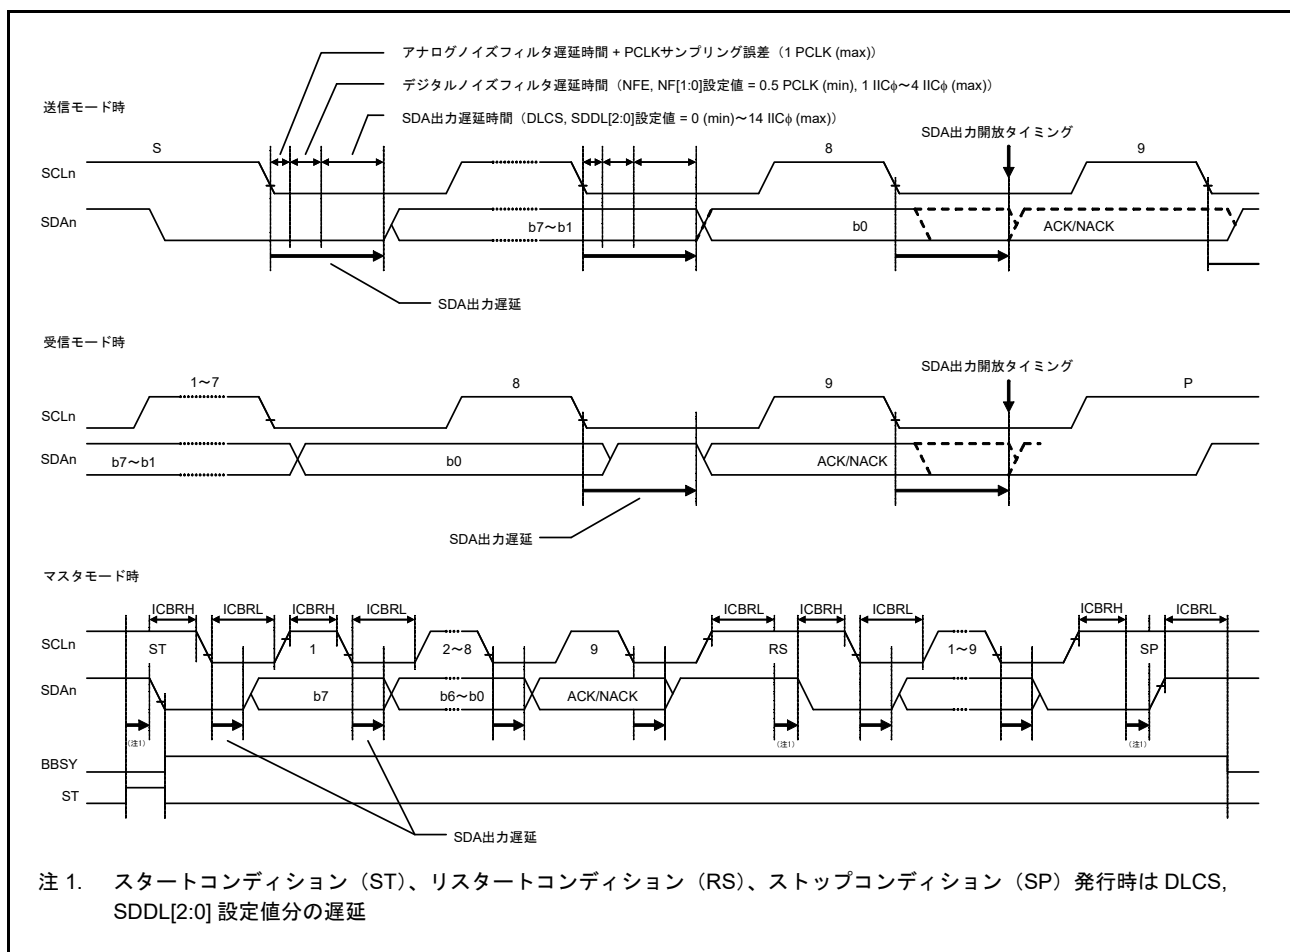 アナログノイズフィルタ遅延時間 + PCLKサンプリング誤差（1 PCLK (max)）
デジタルノイズフィルタ遅延時間（NFE, NF[1:0]設定値 = 0.5 PCLK (min), 1 IICφ～4 IICφ (max)）
送信モード時
SDA出力遅延時間（DLCS, SDDL[2:0]設定値 = 0 (min)～14 IICφ (max)）
SDA出力開放タイミング
S
8
9
SCLn
SDAn
b7～b1
b0
ACK/NACK
SDA出力遅延
受信モード時
SDA出力開放タイミング
1～7
8
9
P
SCLn
SDAn
b7～b1
b0
ACK/NACK
SDA出力遅延
マスタモード時
ICBRH
ICBRL
ICBRH
ICBRL
ICBRL
ICBRH
ICBRL
ICBRH
ICBRL
SCLn
ST
1
2～8
9
RS
1～9
SP
SDAn
b7
b6～b0
ACK/NACK
（注1）
（注1）
（注1）
BBSY
ST
SDA出力遅延
注 1. スタートコンディション（ST）、リスタートコンディション（RS）、ストップコンディション（SP）発行時は DLCS,
SDDL[2:0] 設定値分の遅延